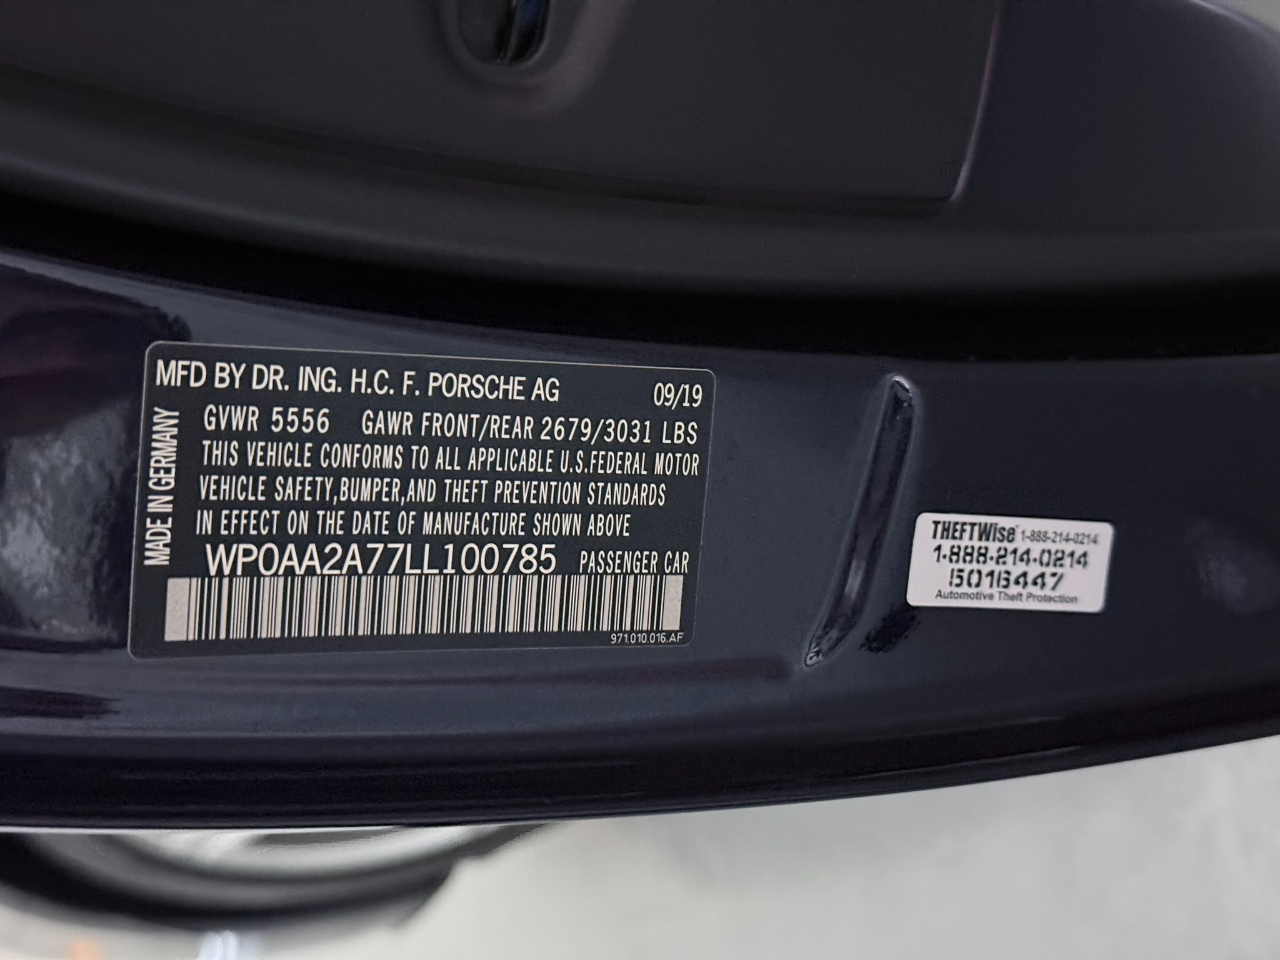 MFD BY DR. ING. H.C. F. PORSCHE AG 09/19
MADE IN GERMANY
GVWR 5556 GAWR FRONT/REAR 2679/3031 LBS
THIS VEHICLE CONFORMS TO ALL APPLICABLE U.S.FEDERAL MOTOR
VEHICLE SAFETY,BUMPER,AND THEFT PREVENTION STANDARDS
IN EFFECT ON THE DATE OF MANUFACTURE SHOWN ABOVE
WP0AA2A77LL100785 PASSENGER CAR
971.010.016.AF
THEFTWise 1-888-214-0214
1-888-214-0214
5016447
Automotive Theft Protection